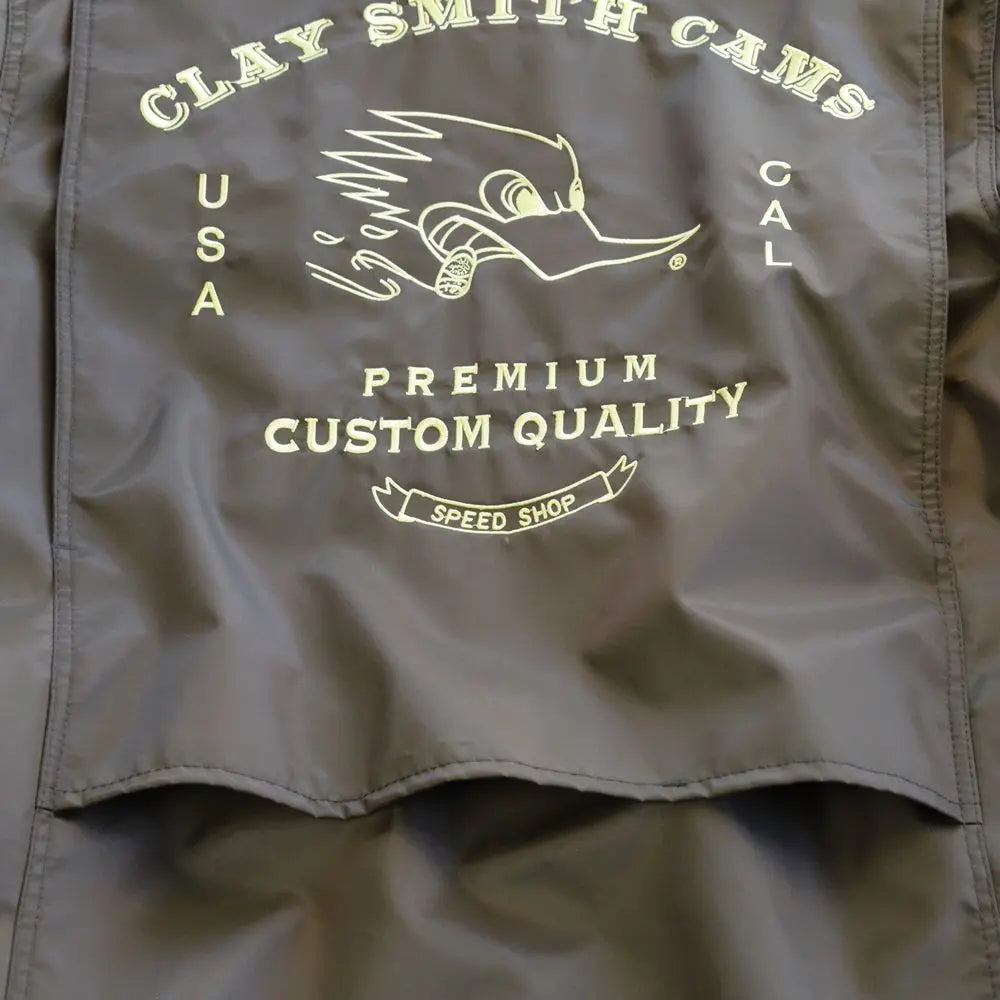 CLAY SMITH CAMS
USA
CAL
®
PREMIUM
CUSTOM QUALITY
SPEED SHOP